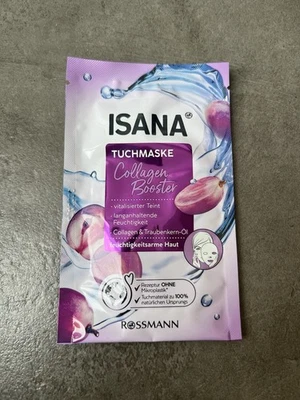 ISANA
TUCHMASKE
Collagen
Booster
• vitalisierter Teint
• langanhaltende
Feuchtigkeit
• Collagen & Traubenkern-Öl
feuchtigkeitsarme Haut
✓ Rezeptur OHNE
Mikroplastik*
✓ Tuchmaterial zu 100%
natürlichen Ursprungs
ROSSMANN